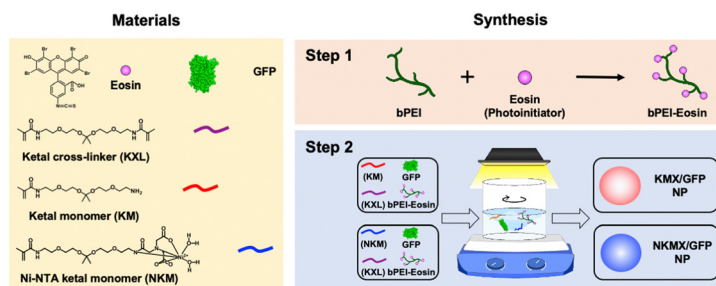 Materials
Eosin
GFP
Ketal cross-linker (KXL)
Ketal monomer (KM)
Ni-NTA ketal monomer (NKM)
Synthesis
Step 1
bPEI
+
Eosin
(Photoinitiator)
bPEI-Eosin
Step 2
(KM) GFP
(KXL) bPEI-Eosin
(NKM) GFP
(KXL) bPEI-Eosin
KMX/GFP
NP
NKMX/GFP
NP